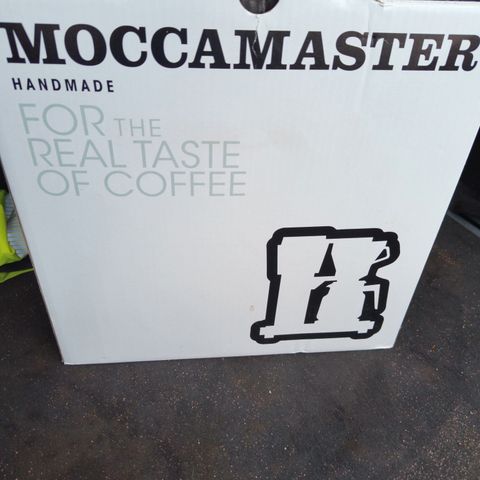 MOCCAMASTER
HANDMADE
FOR THE
REAL TASTE
OF COFFEE